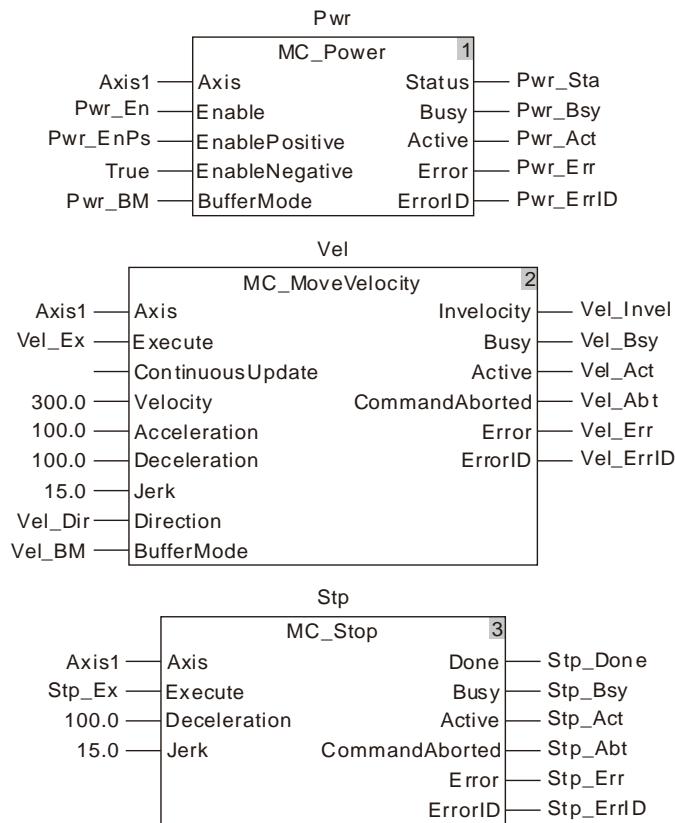 Pwr
MC_Power 1
Axis1 Axis Status Pwr_Sta
Pwr_En Enable Busy Pwr_Bsy
Pwr_EnPs EnablePositive Active Pwr_Act
True EnableNegative Error Pwr_Err
Pwr_BM BufferMode ErrorID Pwr_ErrID
Vel
MC_MoveVelocity 2
Axis1 Axis Invelocity Vel_Invel
Vel_Ex Execute Busy Vel_Bsy
ContinuousUpdate Active Vel_Act
300.0 Velocity CommandAborted Vel_Abt
100.0 Acceleration Error Vel_Err
100.0 Deceleration ErrorID Vel_ErrID
15.0 Jerk
Vel_Dir Direction
Vel_BM BufferMode
Stp
MC_Stop 3
Axis1 Axis Done Stp_Done
Stp_Ex Execute Busy Stp_Bsy
100.0 Deceleration Active Stp_Act
15.0 Jerk CommandAborted Stp_Abt
Error Stp_Err
ErrorID Stp_ErrID